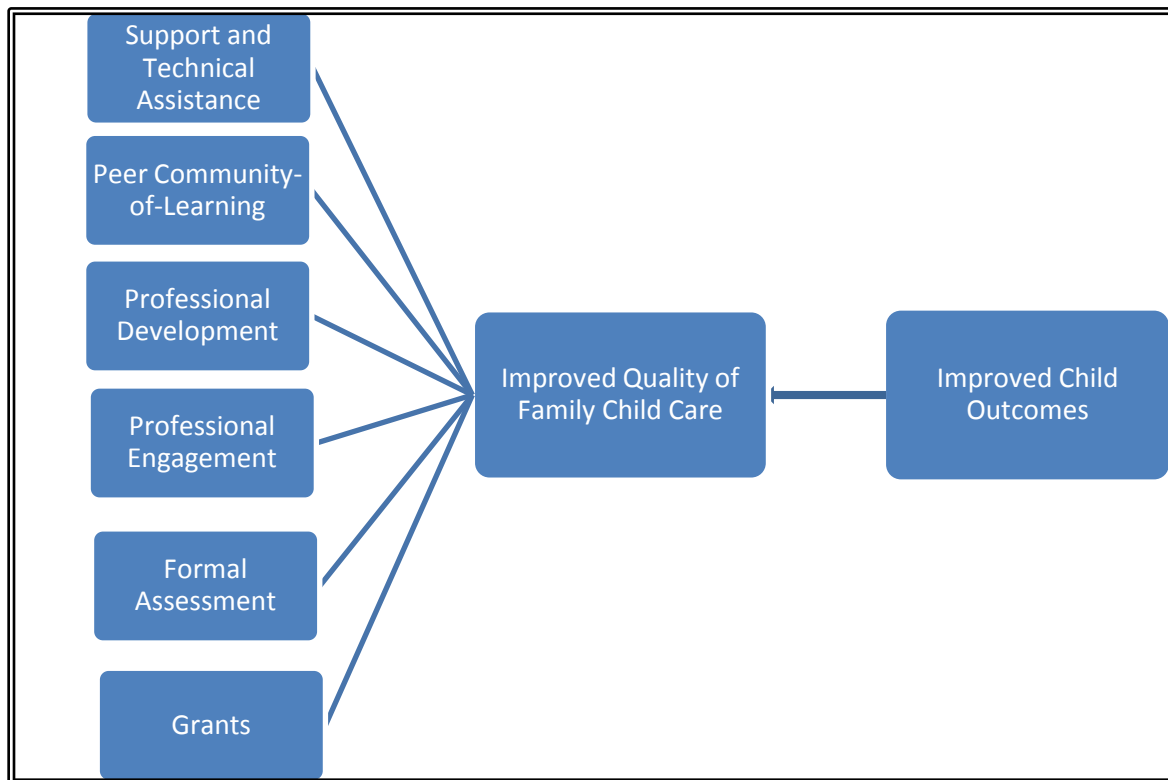 Support and
Technical
Assistance
Peer Community-
of-Learning
Professional
Development
Professional
Engagement
Formal
Assessment
Grants
Improved Quality of
Family Child Care
Improved Child
Outcomes